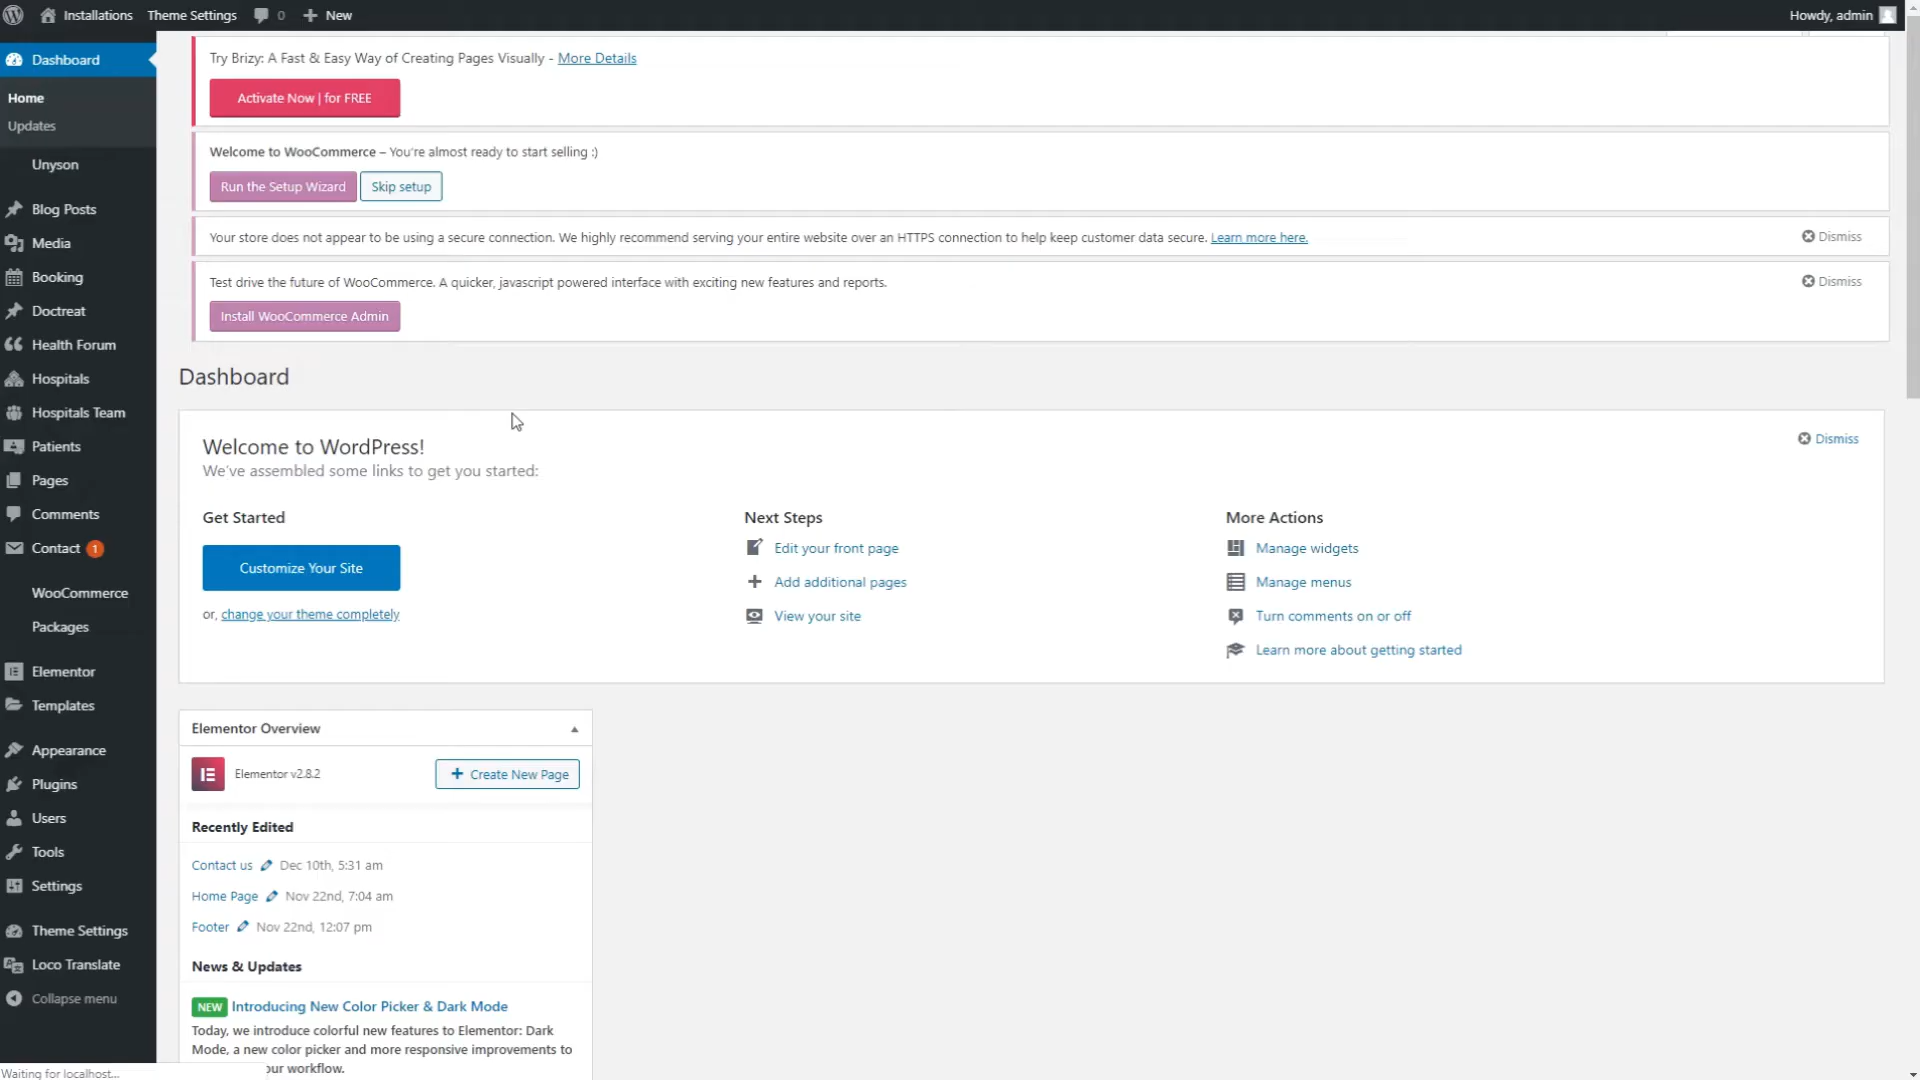 Installations Theme Settings 0 New Howdy, admin
Dashboard
Home
Updates
Unyson
Blog Posts
Media
Booking
Doctreat
Health Forum
Hospitals
Hospitals Team
Patients
Pages
Comments
Contact 1
WooCommerce
Packages
Elementor
Templates
Appearance
Plugins
Users
Tools
Settings
Theme Settings
Loco Translate
Collapse menu
Try Brizy: A Fast & Easy Way of Creating Pages Visually - More Details
Activate Now | for FREE
Welcome to WooCommerce – You're almost ready to start selling :)
Run the Setup Wizard Skip setup
Your store does not appear to be using a secure connection. We highly recommend serving your entire website over an HTTPS connection to help keep customer data secure. Learn more here. Dismiss
Test drive the future of WooCommerce. A quicker, javascript powered interface with exciting new features and reports. Dismiss
Install WooCommerce Admin
Dashboard
Welcome to WordPress! Dismiss
We've assembled some links to get you started:
Get Started
Customize Your Site
or, change your theme completely
Next Steps
Edit your front page
Add additional pages
View your site
More Actions
Manage widgets
Manage menus
Turn comments on or off
Learn more about getting started
Elementor Overview
Elementor v2.8.2 Create New Page
Recently Edited
Contact us Dec 10th, 5:31 am
Home Page Nov 22nd, 7:04 am
Footer Nov 22nd, 12:07 pm
News & Updates
NEW Introducing New Color Picker & Dark Mode
Today, we introduce colorful new features to Elementor: Dark
Mode, a new color picker and more responsive improvements to
our workflow.
Waiting for localhost...